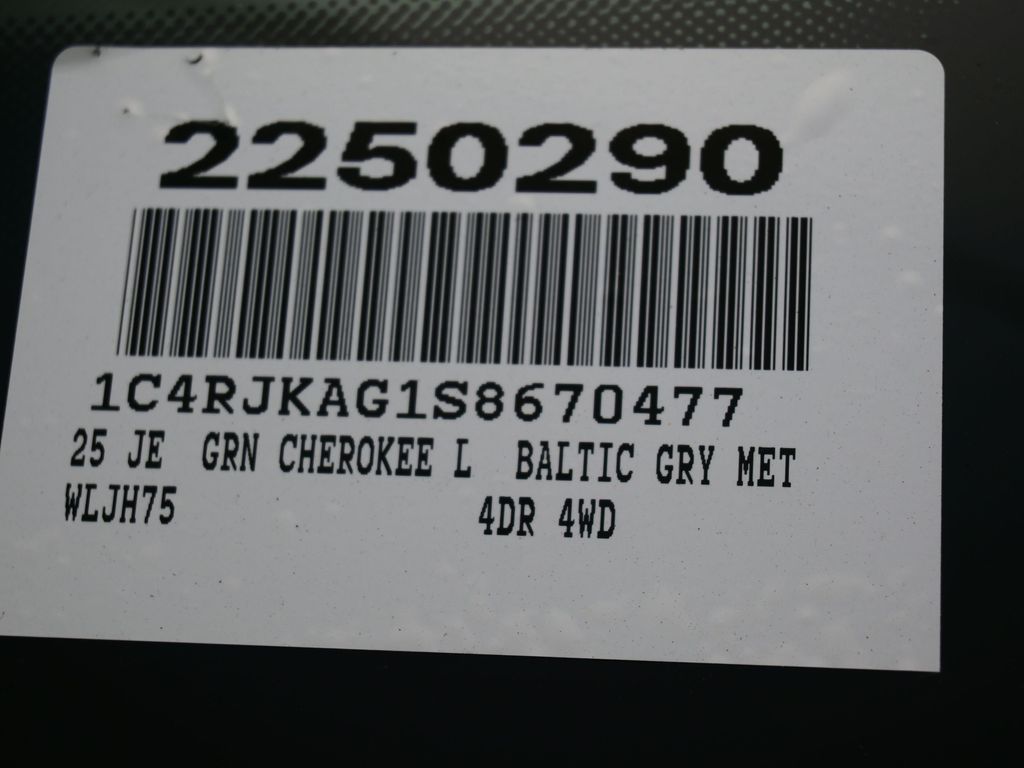 2250290
1C4RJKAG1S8670477
25 JE GRN CHEROKEE L BALTIC GRY MET
WLJH75 4DR 4WD